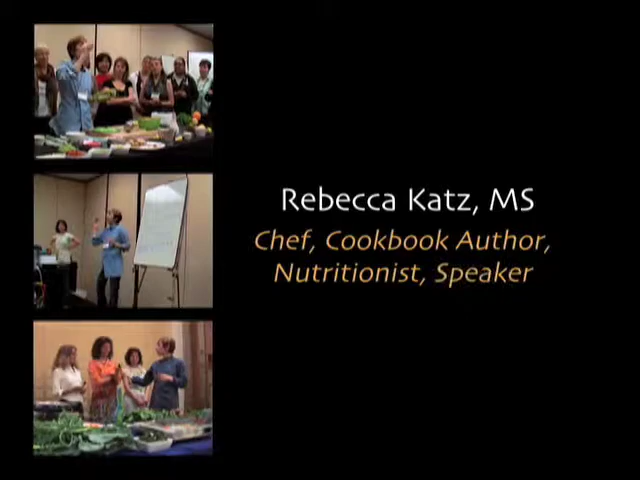 Rebecca Katz, MS
Chef, Cookbook Author,
Nutritionist, Speaker